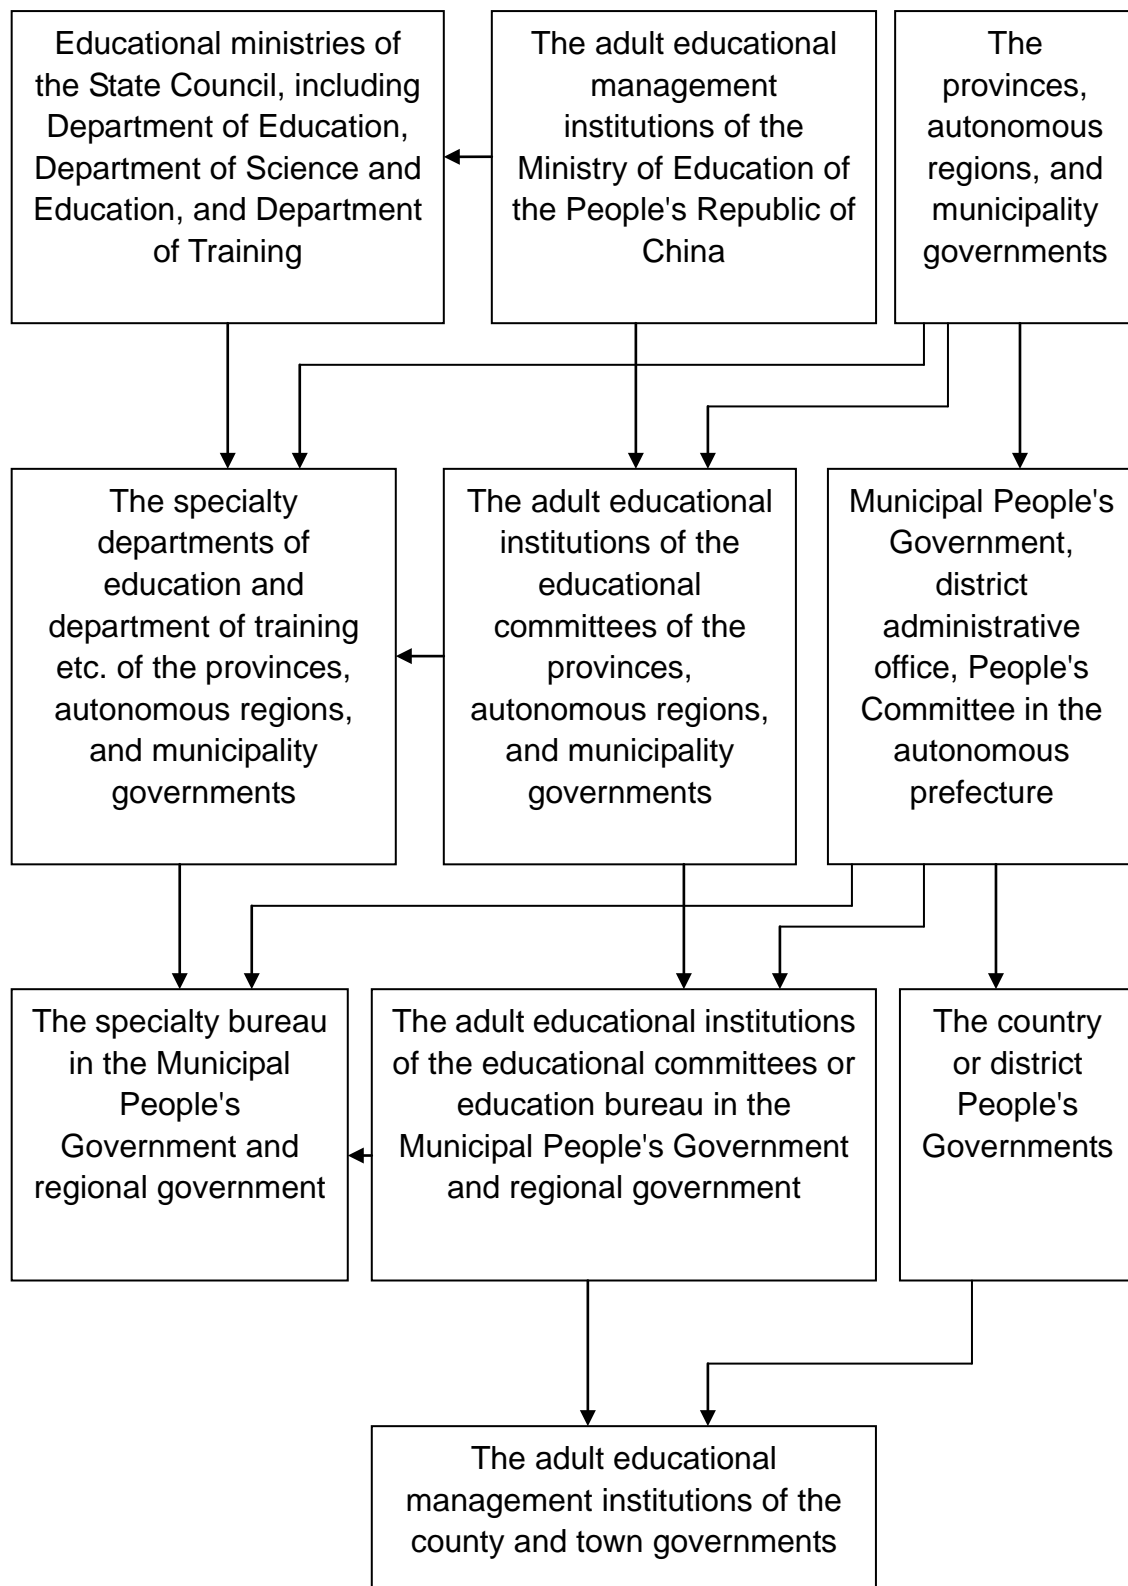 Educational ministries of
the State Council, including
Department of Education,
Department of Science and
Education, and Department
of Training
The adult educational
management
institutions of the
Ministry of Education of
the People's Republic of
China
The
provinces,
autonomous
regions, and
municipality
governments
The specialty
departments of
education and
department of training
etc. of the provinces,
autonomous regions,
and municipality
governments
The adult educational
institutions of the
educational
committees of the
provinces,
autonomous regions,
and municipality
governments
Municipal People's
Government,
district
administrative
office, People's
Committee in the
autonomous
prefecture
The specialty bureau
in the Municipal
People's
Government and
regional government
The adult educational institutions
of the educational committees or
education bureau in the
Municipal People's Government
and regional government
The country
or district
People's
Governments
The adult educational
management institutions of the
county and town governments